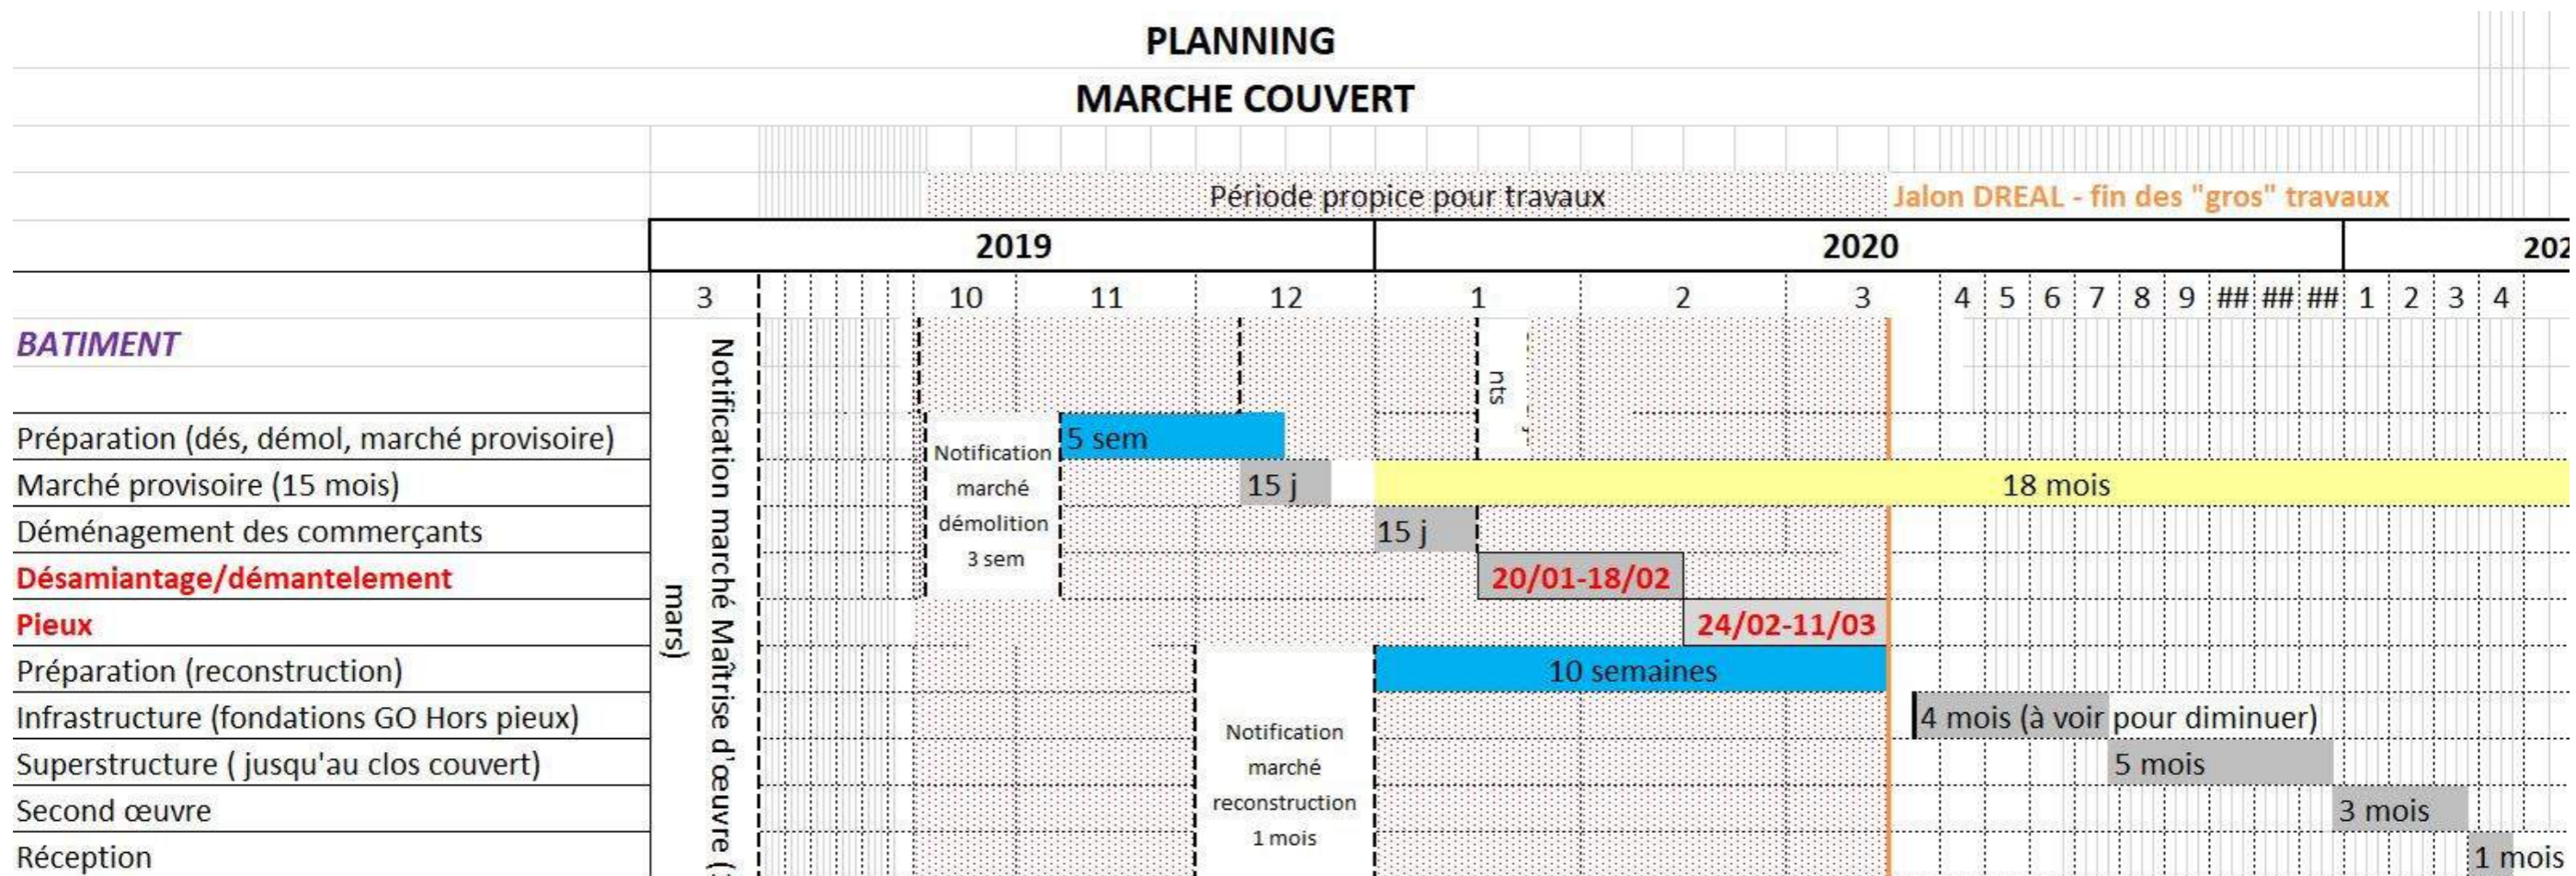 PLANNING
MARCHE COUVERT
Période propice pour travaux
Jalon DREAL - fin des "gros" travaux
2019 2020 202
3 10 11 12 1 2 3 4 5 6 7 8 9 ## ## ## 1 2 3 4
BATIMENT
Notification marché Maîtrise d'œuvre (
mars)
nts
Préparation (dés, démol, marché provisoire) 5 sem
Notification
marché
démolition
3 sem
Marché provisoire (15 mois) 15 j 18 mois
Déménagement des commerçants 15 j
Désamiantage/démantelement 20/01-18/02
Pieux 24/02-11/03
Préparation (reconstruction) 10 semaines
Notification
marché
reconstruction
1 mois
Infrastructure (fondations GO Hors pieux) 4 mois (à voir pour diminuer)
Superstructure ( jusqu'au clos couvert) 5 mois
Second œuvre 3 mois
Réception 1 mois